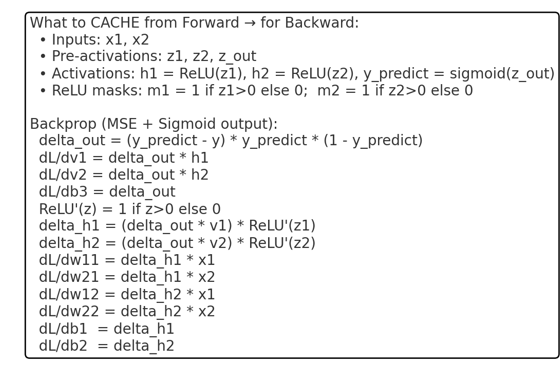 What to CACHE from Forward → for Backward:
• Inputs: x1, x2
• Pre-activations: z1, z2, z_out
• Activations: h1 = ReLU(z1), h2 = ReLU(z2), y_predict = sigmoid(z_out)
• ReLU masks: m1 = 1 if z1>0 else 0;  m2 = 1 if z2>0 else 0
Backprop (MSE + Sigmoid output):
delta_out = (y_predict - y) * y_predict * (1 - y_predict)
dL/dv1 = delta_out * h1
dL/dv2 = delta_out * h2
dL/db3 = delta_out
ReLU'(z) = 1 if z>0 else 0
delta_h1 = (delta_out * v1) * ReLU'(z1)
delta_h2 = (delta_out * v2) * ReLU'(z2)
dL/dw11 = delta_h1 * x1
dL/dw21 = delta_h1 * x2
dL/dw12 = delta_h2 * x1
dL/dw22 = delta_h2 * x2
dL/db1  = delta_h1
dL/db2  = delta_h2